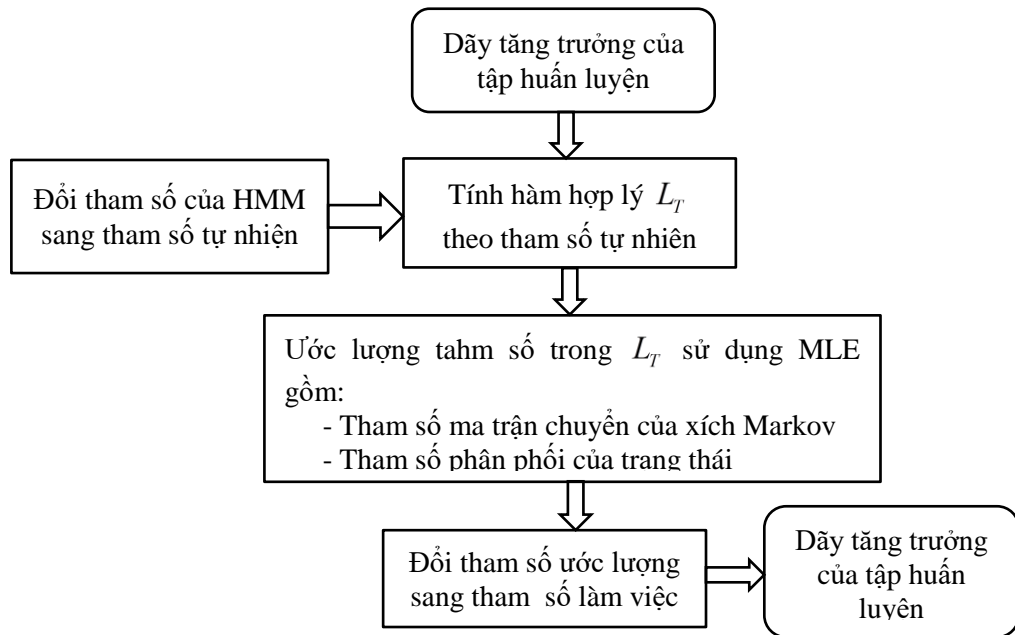 Dãy tăng trưởng của
tập huấn luyện
Đổi tham số của HMM
sang tham số tự nhiện
Tính hàm hợp lý L_T
theo tham số tự nhiên
Ước lượng tahm số trong L_T sử dụng MLE
gồm:
- Tham số ma trận chuyển của xích Markov
- Tham số phân phối của trang thái
Đổi tham số ước lượng
sang tham số làm việc
Dãy tăng trưởng
của tập huấn
luyên